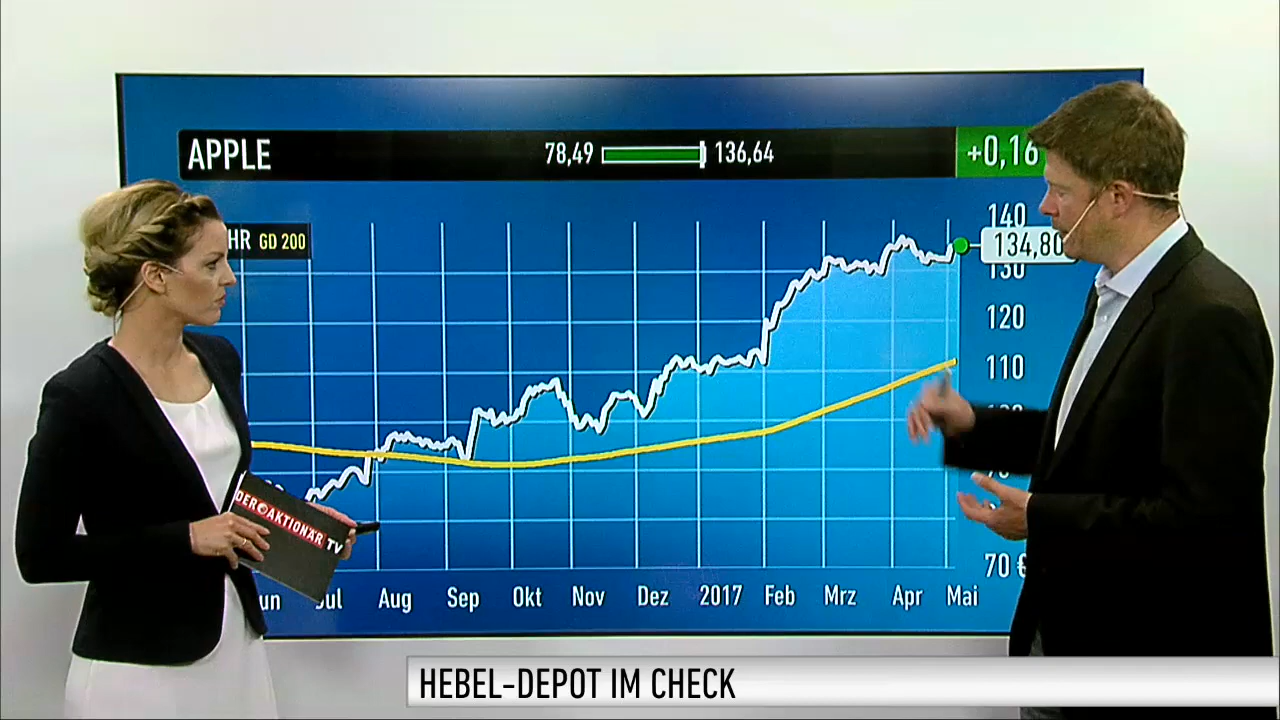 APPLE
78,49 136,64
+0,16
HR GD 200
140
134,80
130
120
110
70 €
Jul Aug Sep Okt Nov Dez 2017 Feb Mrz Apr Mai
DER AKTIONÄR TV
HEBEL-DEPOT IM CHECK